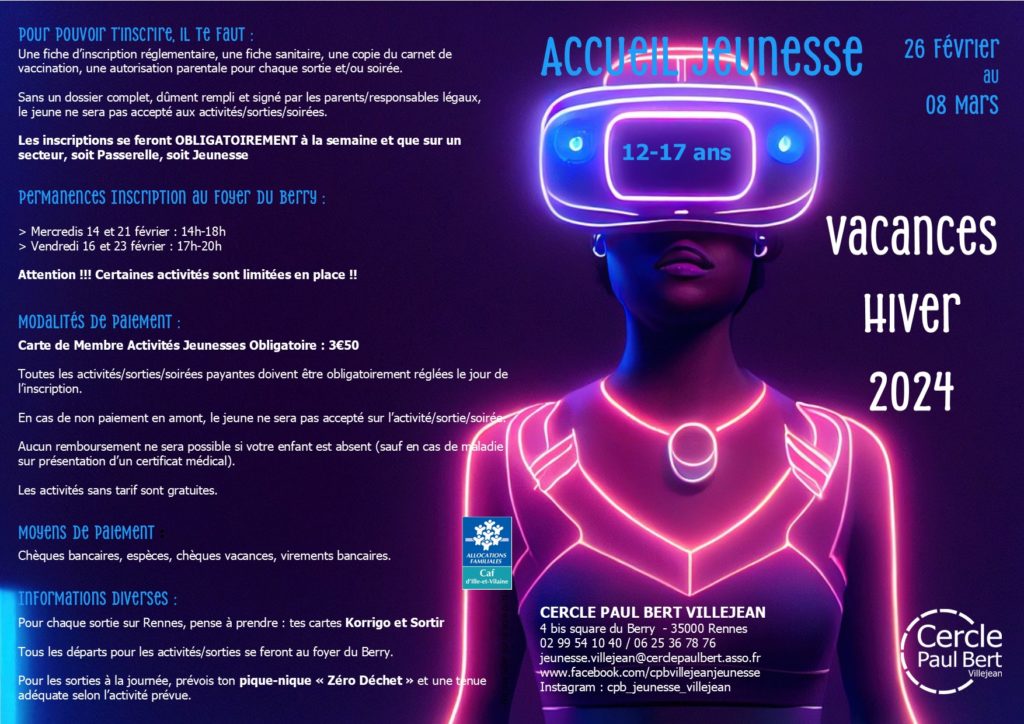 Pour pouvoir t'inscrire, il te faut :
Une fiche d'inscription réglementaire, une fiche sanitaire, une copie du carnet de
vaccination, une autorisation parentale pour chaque sortie et/ou soirée.
Sans un dossier complet, dûment rempli et signé par les parents/responsables légaux,
le jeune ne sera pas accepté aux activités/sorties/soirées.
Les inscriptions se feront OBLIGATOIREMENT à la semaine et que sur un
secteur, soit Passerelle, soit Jeunesse
Permanences Inscription au Foyer du Berry :
> Mercredis 14 et 21 février : 14h-18h
> Vendredi 16 et 23 février : 17h-20h
Attention !!! Certaines activités sont limitées en place !!
Modalités de paiement :
Carte de Membre Activités Jeunesses Obligatoire : 3€50
Toutes les activités/sorties/soirées payantes doivent être obligatoirement réglées le jour de
l'inscription.
En cas de non paiement en amont, le jeune ne sera pas accepté sur l'activité/sortie/soirée.
Aucun remboursement ne sera possible si votre enfant est absent (sauf en cas de maladie
sur présentation d'un certificat médical).
Les activités sans tarif sont gratuites.
Moyens de paiement :
Chèques bancaires, espèces, chèques vacances, virements bancaires.
Informations diverses :
Pour chaque sortie sur Rennes, pense à prendre : tes cartes Korrigo et Sortir
Tous les départs pour les activités/sorties se feront au foyer du Berry.
Pour les sorties à la journée, prévois ton pique-nique « Zéro Déchet » et une tenue
adéquate selon l'activité prévue.
ALLOCATIONS
FAMILIALES
Caf
d'Ille-et-Vilaine
Accueil Jeunesse
26 Février
au
08 Mars
12-17 ans
Vacances
Hiver
2024
CERCLE PAUL BERT VILLEJEAN
4 bis square du Berry - 35000 Rennes
02 99 54 10 40 / 06 25 36 78 76
jeunesse.villejean@cerclepaulbert.asso.fr
www.facebook.com/cpbvillejeanjeunesse
Instagram : cpb_jeunesse_villejean
Cercle
Paul Bert
Villejean